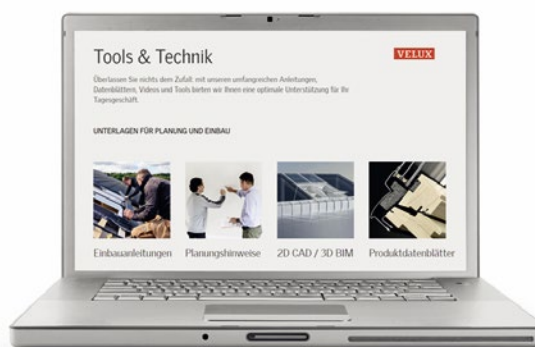 Tools & Technik
VELUX
Überlassen Sie nichts dem Zufall: mit unseren umfangreichen Anleitungen,
Datenblättern, Videos und Tools bieten wir Ihnen eine optimale Unterstützung für Ihr
Tagesgeschäft.
UNTERLAGEN FÜR PLANUNG UND EINBAU
Einbauanleitungen
Planungshinweise
2D CAD / 3D BIM
Produktdatenblätter